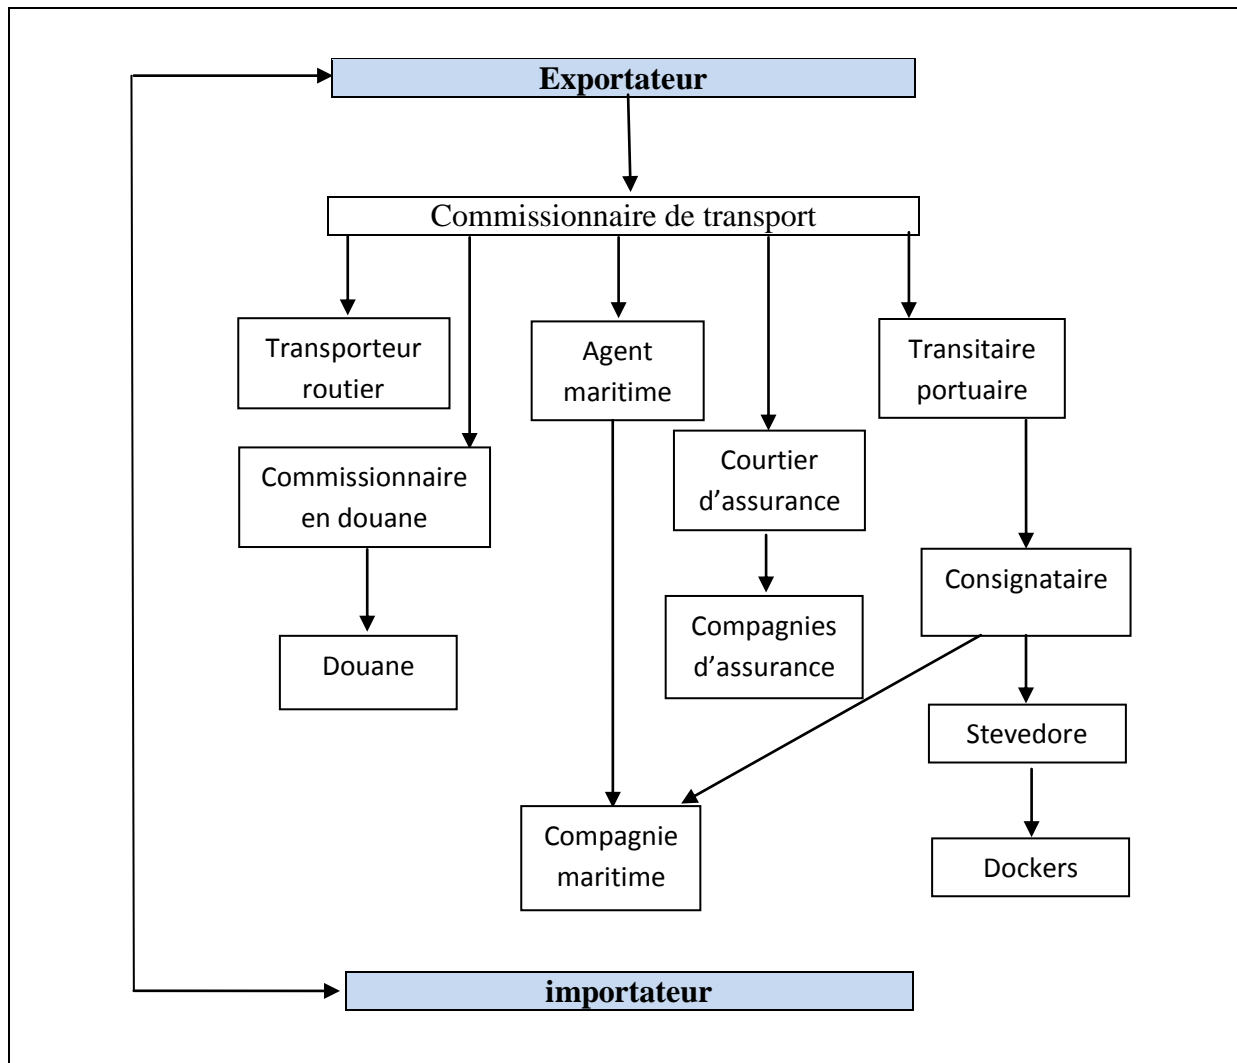 Exportateur
Commissionnaire de transport
Transporteur
routier
Agent
maritime
Transitaire
portuaire
Commissionnaire
en douane
Courtier
d’assurance
Consignataire
Compagnies
d’assurance
Douane
Stevedore
Compagnie
maritime
Dockers
importateur